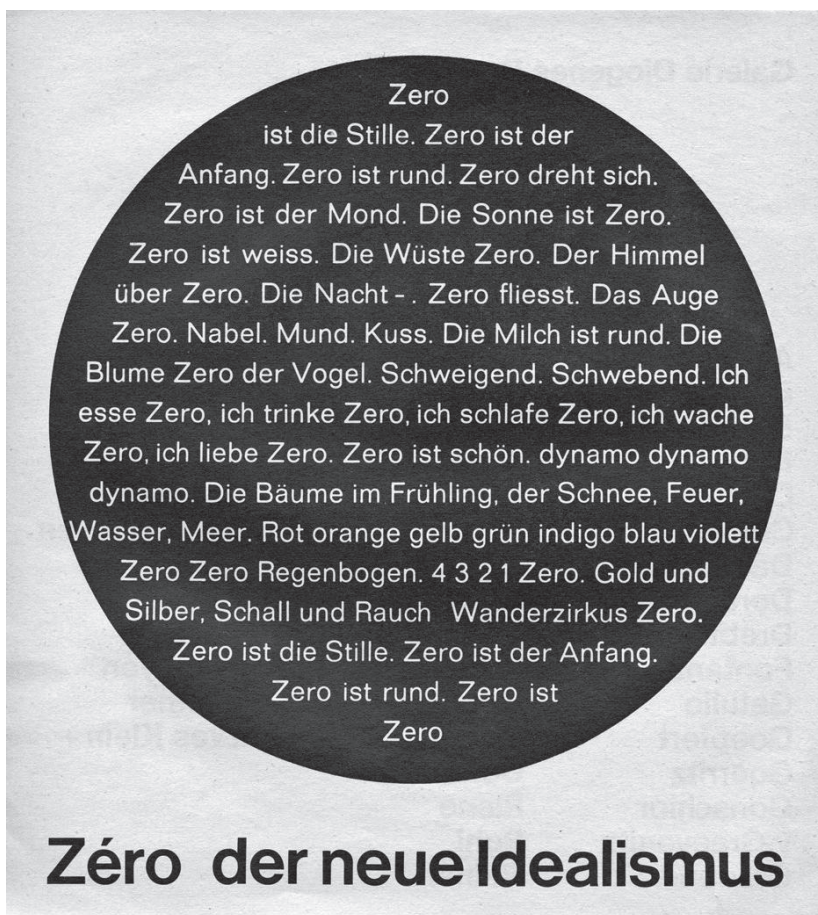 Zero
ist die Stille. Zero ist der
Anfang. Zero ist rund. Zero dreht sich.
Zero ist der Mond. Die Sonne ist Zero.
Zero ist weiss. Die Wüste Zero. Der Himmel
über Zero. Die Nacht - . Zero fliesst. Das Auge
Zero. Nabel. Mund. Kuss. Die Milch ist rund. Die
Blume Zero der Vogel. Schweigend. Schwebend. Ich
esse Zero, ich trinke Zero, ich schlafe Zero, ich wache
Zero, ich liebe Zero. Zero ist schön. dynamo dynamo
dynamo. Die Bäume im Frühling, der Schnee, Feuer,
Wasser, Meer. Rot orange gelb grün indigo blau violett
Zero Zero Regenbogen. 4 3 2 1 Zero. Gold und
Silber, Schall und Rauch Wanderzirkus Zero.
Zero ist die Stille. Zero ist der Anfang.
Zero ist rund. Zero ist
Zero
Zéro der neue Idealismus